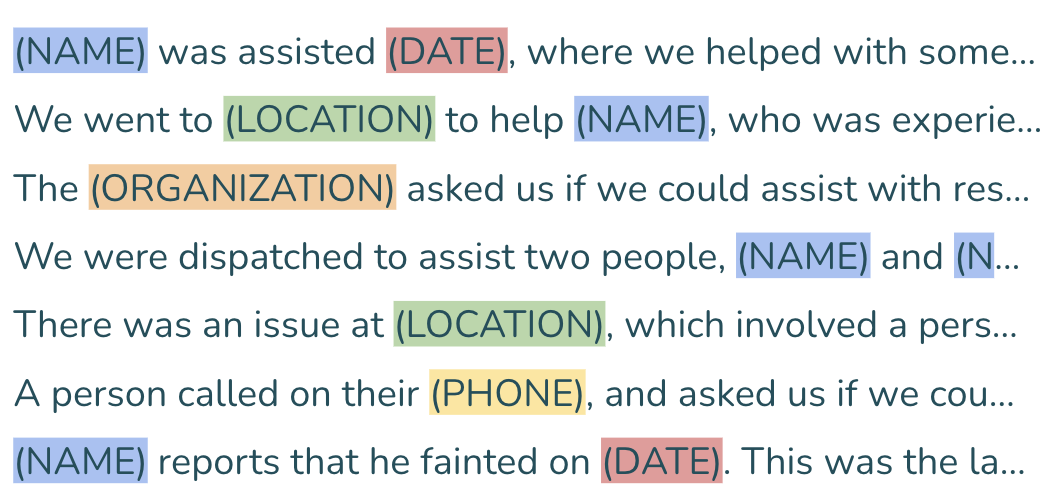 (NAME) was assisted (DATE), where we helped with some...
We went to (LOCATION) to help (NAME), who was experie...
The (ORGANIZATION) asked us if we could assist with res...
We were dispatched to assist two people, (NAME) and (N...
There was an issue at (LOCATION), which involved a pers...
A person called on their (PHONE), and asked us if we cou...
(NAME) reports that he fainted on (DATE). This was the la...